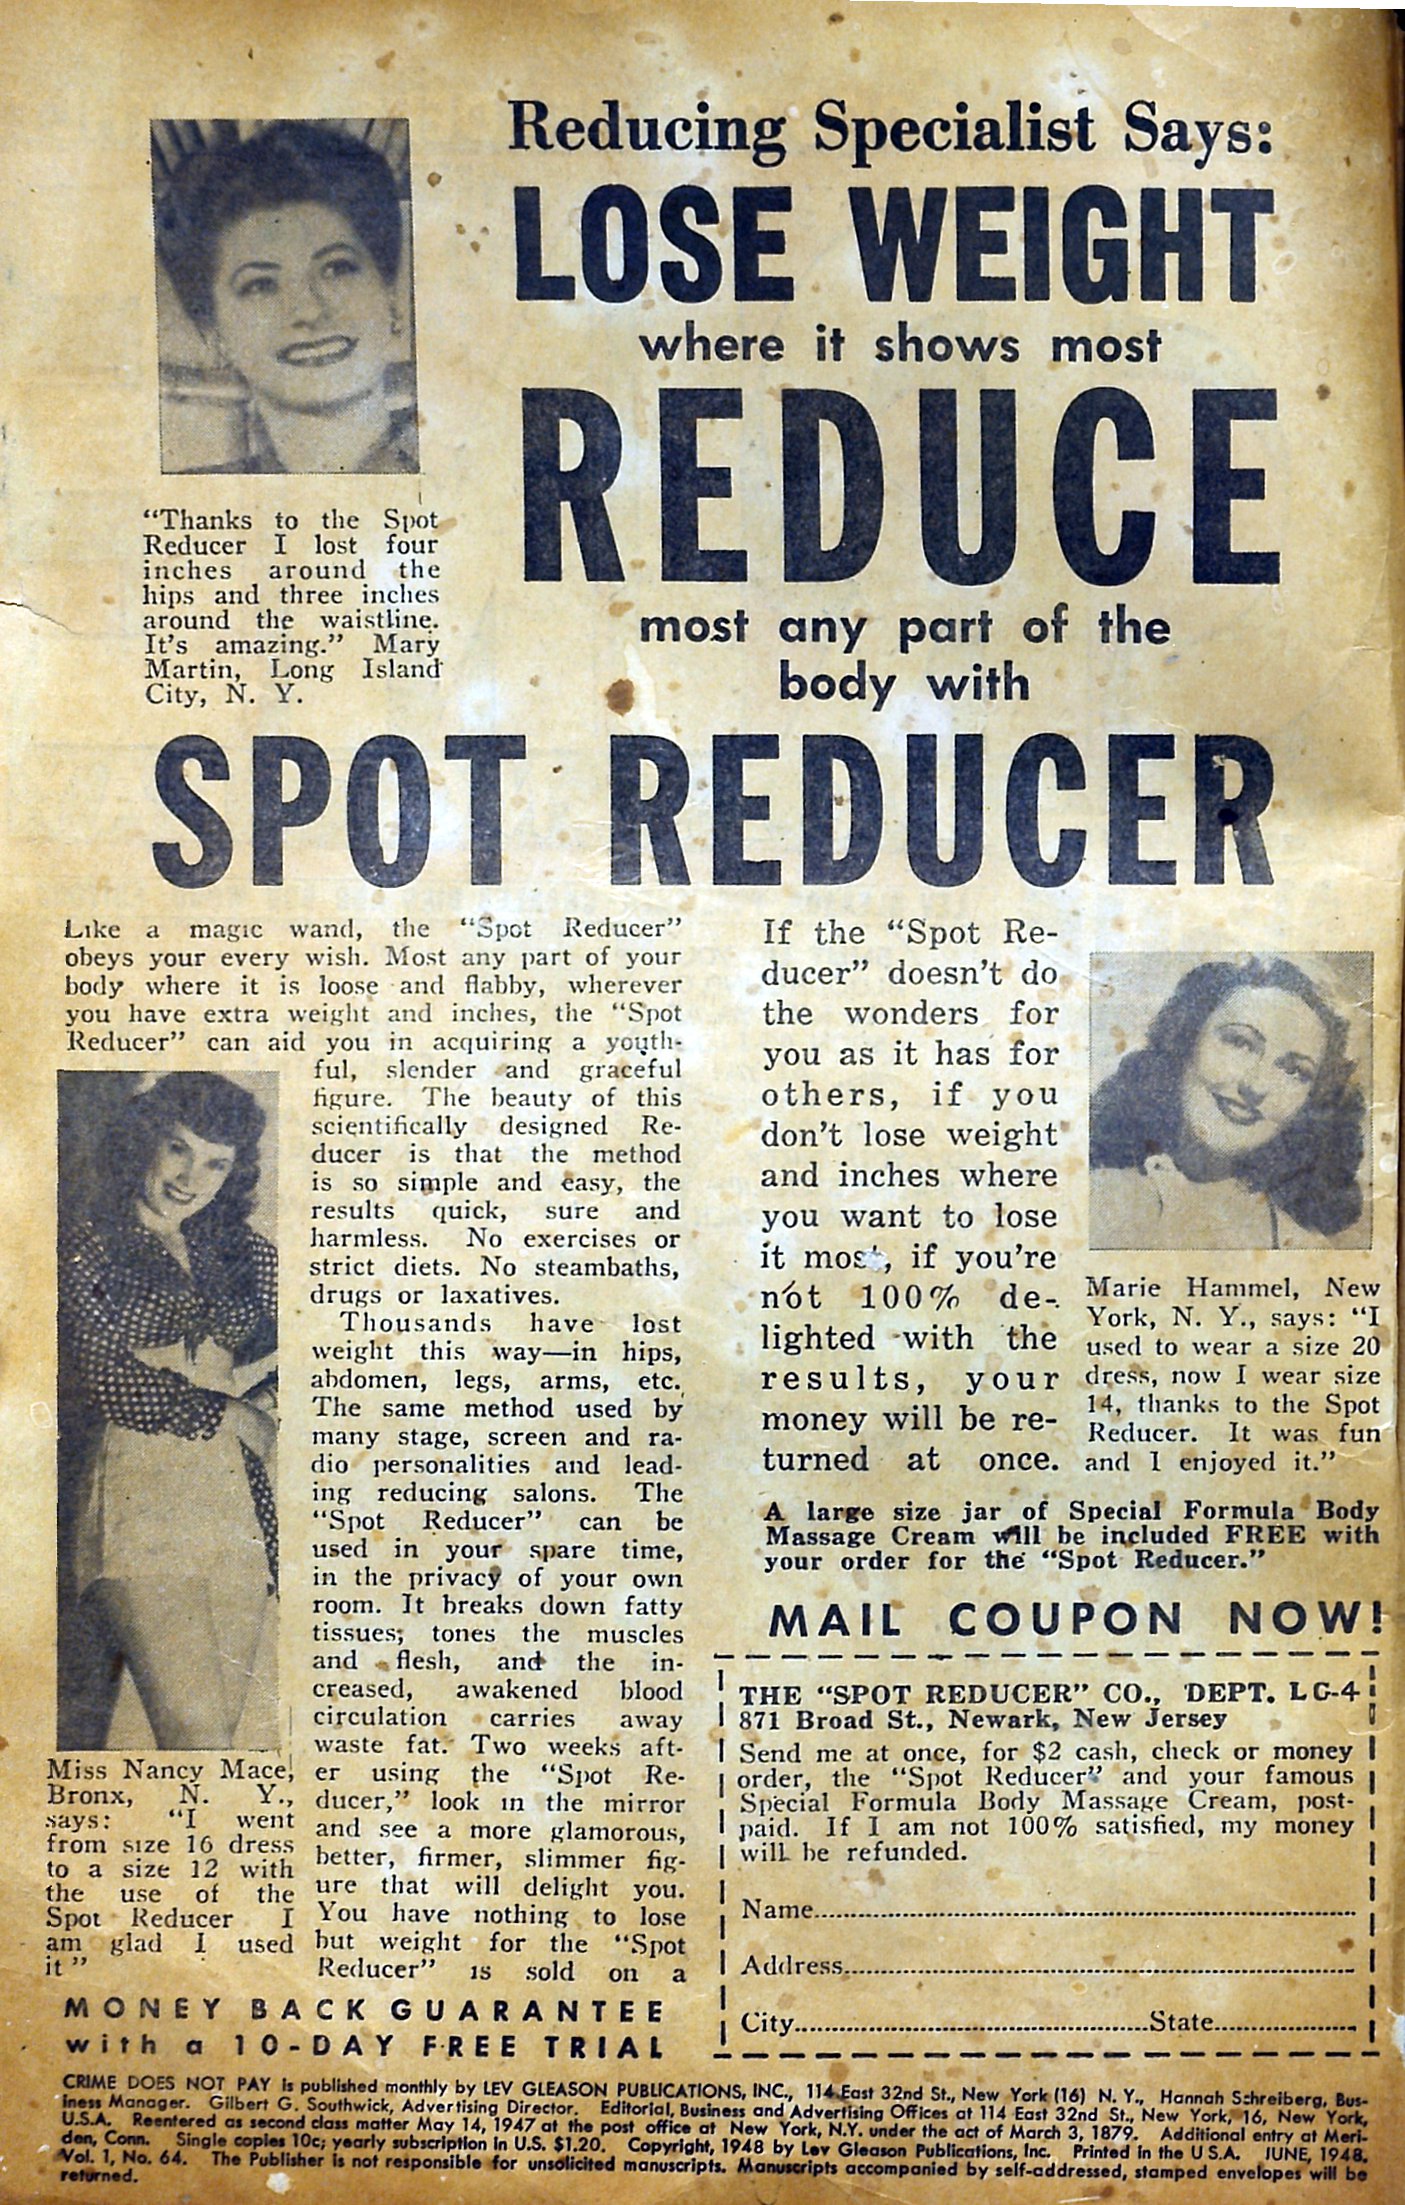 Reducing Specialist Says:
LOSE WEIGHT
where it shows most
REDUCE
most any part of the
body with
SPOT REDUCER
"Thanks to the Spot
Reducer I lost four
inches around the
hips and three inches
around the waistline.
It's amazing." Mary
Martin, Long Island
City, N. Y.
Like a magic wand, the "Spot Reducer"
obeys your every wish. Most any part of your
body where it is loose and flabby, wherever
you have extra weight and inches, the "Spot
Reducer" can aid you in acquiring a youth-
ful, slender and graceful
figure. The beauty of this
scientifically designed Re-
ducer is that the method
is so simple and easy, the
results quick, sure and
harmless. No exercises or
strict diets. No steambaths,
drugs or laxatives.
Thousands have lost
weight this way—in hips,
abdomen, legs, arms, etc.
The same method used by
many stage, screen and ra-
dio personalities and lead-
ing reducing salons. The
"Spot Reducer" can be
used in your spare time,
in the privacy of your own
room. It breaks down fatty
tissues; tones the muscles
and flesh, and the in-
creased, awakened blood
circulation carries away
waste fat. Two weeks aft-
er using the "Spot Re-
ducer," look in the mirror
and see a more glamorous,
better, firmer, slimmer fig-
ure that will delight you.
You have nothing to lose
but weight for the "Spot
Reducer" is sold on a
MONEY BACK GUARANTEE
with a 10-DAY FREE TRIAL
Miss Nancy Mace,
Bronx, N. Y.,
says: "I went
from size 16 dress
to a size 12 with
the use of the
Spot Reducer I
am glad I used
it"
If the "Spot Re-
ducer" doesn't do
the wonders for
you as it has for
others, if you
don't lose weight
and inches where
you want to lose
it most, if you're
not 100% de-
lighted with the
results, your
money will be re-
turned at once.
Marie Hammel, New
York, N. Y., says: "I
used to wear a size 20
dress, now I wear size
14, thanks to the Spot
Reducer. It was fun
and I enjoyed it."
A large size jar of Special Formula Body
Massage Cream will be included FREE with
your order for the "Spot Reducer."
MAIL COUPON NOW!
THE "SPOT REDUCER" CO., DEPT. LG-4
871 Broad St., Newark, New Jersey
Send me at once, for $2 cash, check or money
order, the "Spot Reducer" and your famous
Special Formula Body Massage Cream, post-
paid. If I am not 100% satisfied, my money
will be refunded.
Name
Address
City State
CRIME DOES NOT PAY is published monthly by LEV GLEASON PUBLICATIONS, INC., 114 East 32nd St., New York (16) N. Y., Hannah Schreiberg, Bus-
iness Manager. Gilbert G. Southwick, Advertising Director. Editorial, Business and Advertising Offices at 114 East 32nd St., New York, 16, New York,
U.S.A. Reentered as second class matter May 14, 1947 at the post office at New York, N.Y. under the act of March 3, 1879. Additional entry at Meri-
den, Conn. Single copies 10c; yearly subscription in U.S. $1.20. Copyright, 1948 by Lev Gleason Publications, Inc. Printed in the U.S.A. JUNE, 1948.
Vol. 1, No. 64. The Publisher is not responsible for unsolicited manuscripts. Manuscripts accompanied by self-addressed, stamped envelopes will be
returned.